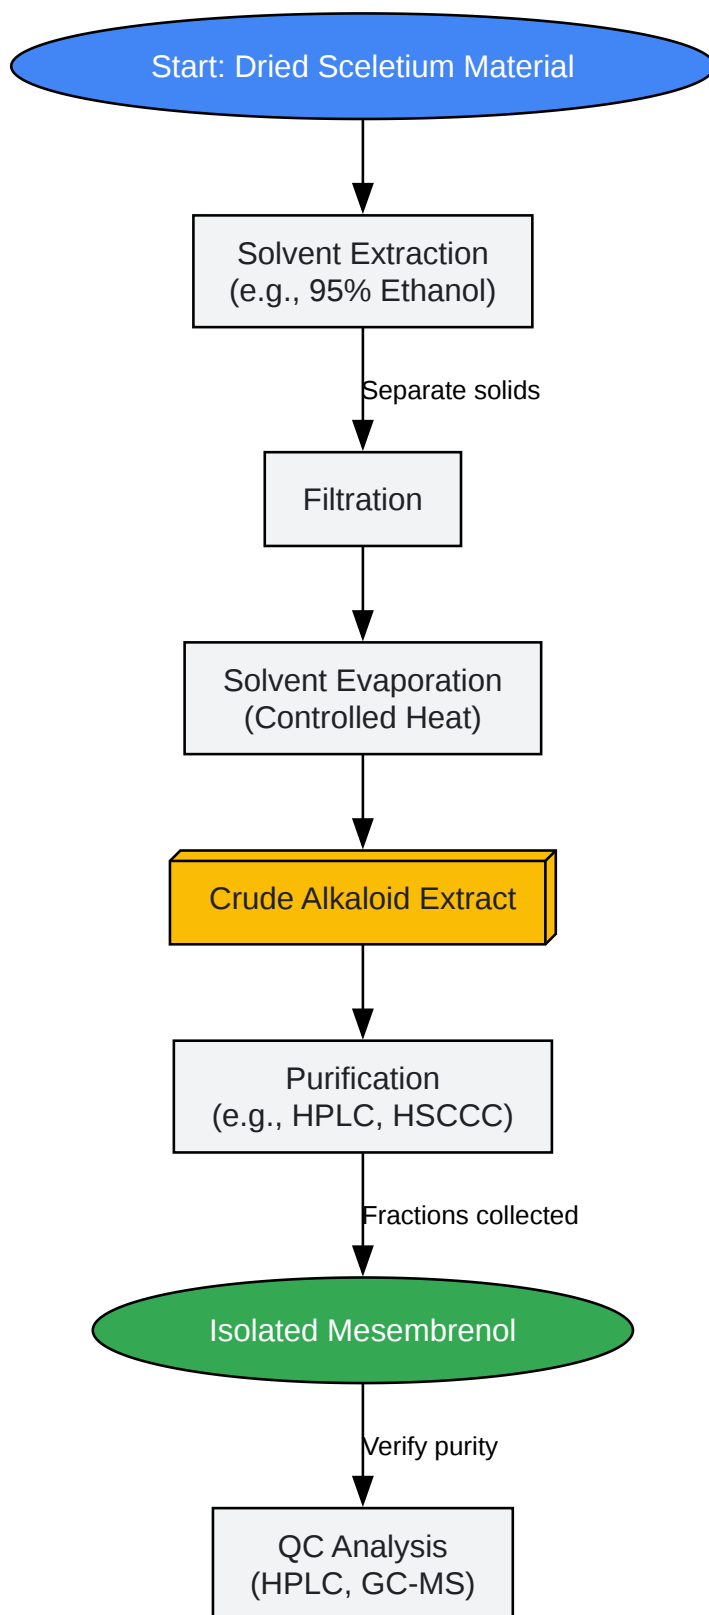 Start: Dried Sceletium Material
Solvent Extraction
(e.g., 95% Ethanol)
Separate solids
Filtration
Solvent Evaporation
(Controlled Heat)
Crude Alkaloid Extract
Purification
(e.g., HPLC, HSCCC)
Fractions collected
Isolated Mesembrenol
Verify purity
QC Analysis
(HPLC, GC-MS)